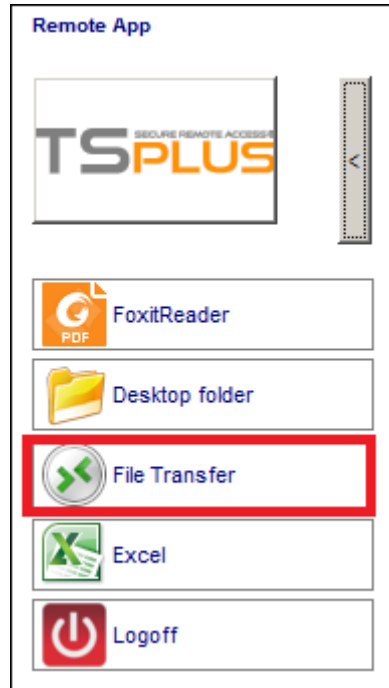 Remote App
SECURE REMOTE ACCESS
TSPLUS
<
FoxitReader
PDF
Desktop folder
File Transfer
Excel
Logoff